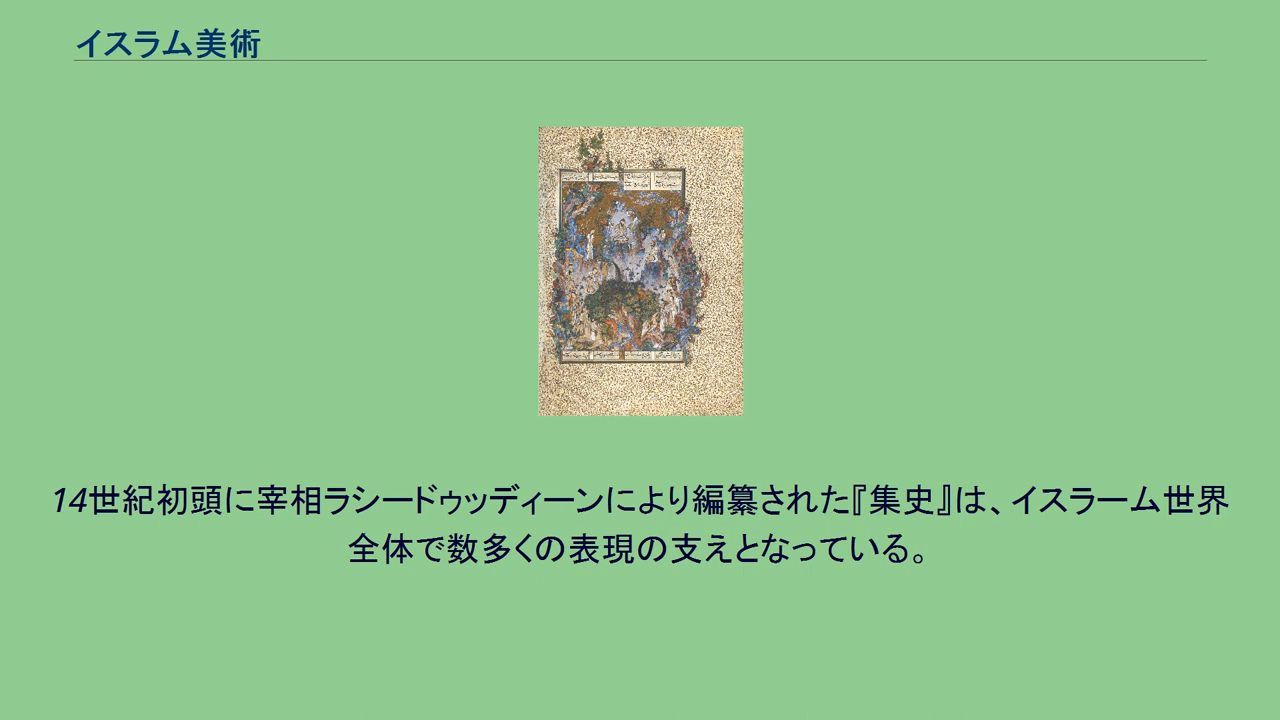 イスラム美術
14世紀初頭に宰相ラシードゥッディーンにより編纂された『集史』は、イスラーム世界
全体で数多くの表現の支えとなっている。